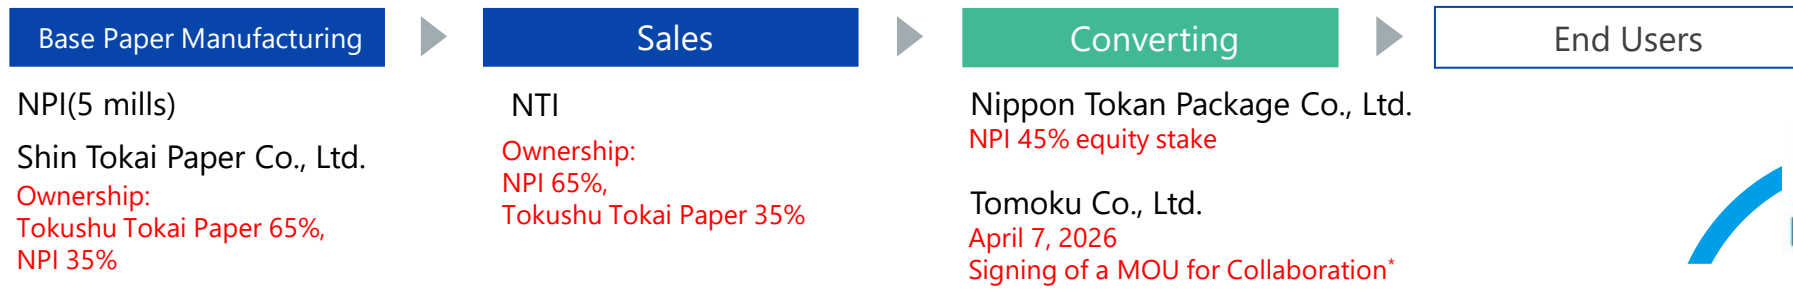 Base Paper Manufacturing
Sales
Converting
End Users
NPI(5 mills)
Shin Tokai Paper Co., Ltd.
Ownership:
Tokushu Tokai Paper 65%,
NPI 35%
NTI
Ownership:
NPI 65%,
Tokushu Tokai Paper 35%
Nippon Tokan Package Co., Ltd.
NPI 45% equity stake
Tomoku Co., Ltd.
April 7, 2026
Signing of a MOU for Collaboration*